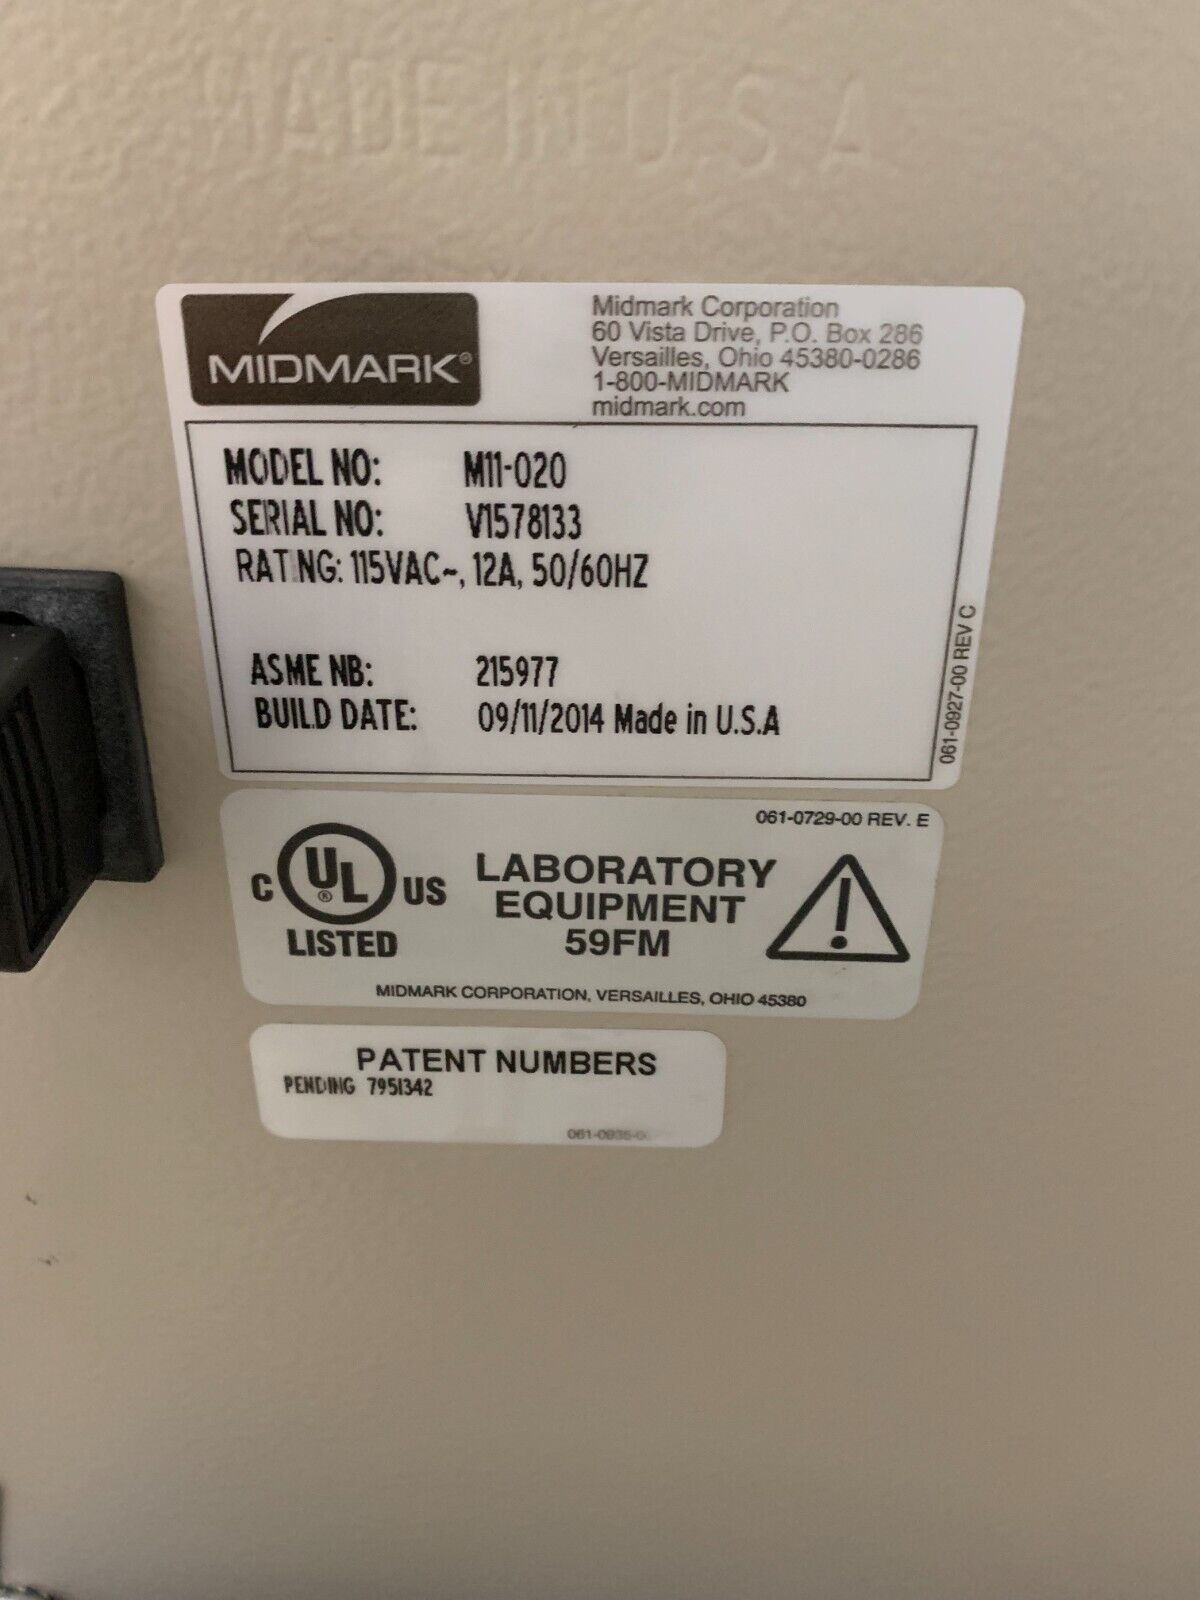 MADE IN U.S.A
MIDMARK®
Midmark Corporation
60 Vista Drive, P.O. Box 286
Versailles, Ohio 45380-0286
1-800-MIDMARK
midmark.com
MODEL NO: M11-020
SERIAL NO: V1578133
RATING: 115VAC~, 12A, 50/60HZ
ASME NB: 215977
BUILD DATE: 09/11/2014 Made in U.S.A
061-0927-00 REV C
061-0729-00 REV. E
C UL® US
LISTED
LABORATORY
EQUIPMENT
59FM
MIDMARK CORPORATION, VERSAILLES, OHIO 45380
PATENT NUMBERS
PENDING 7951342